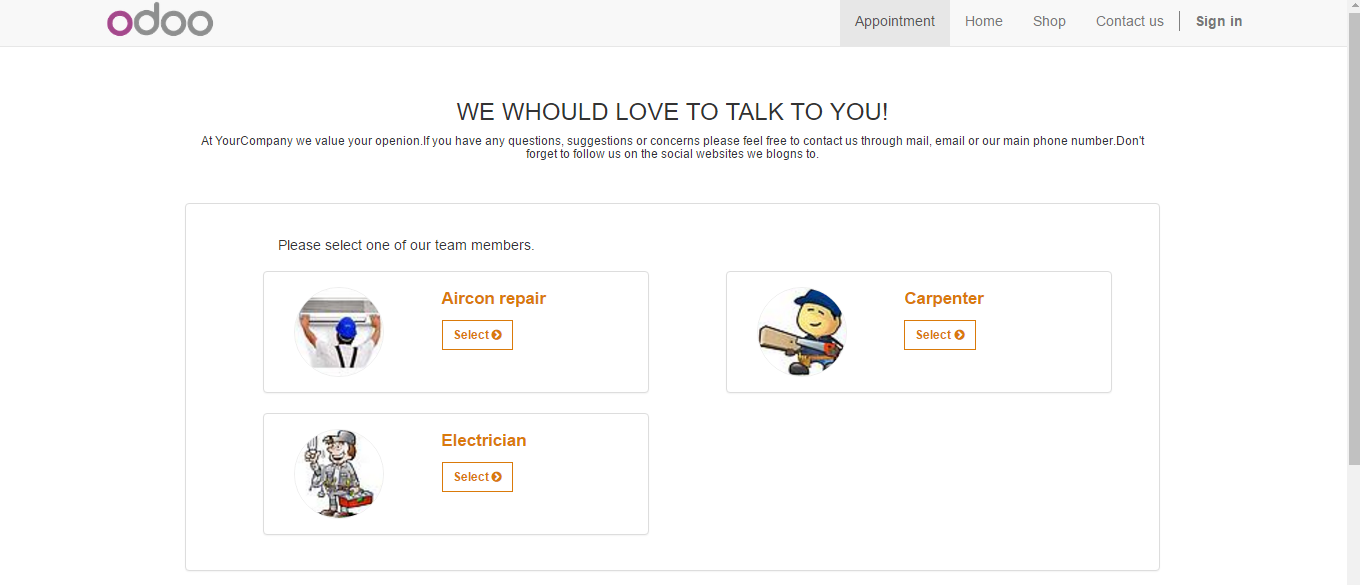 odoo
Appointment
Home
Shop
Contact us
Sign in
WE WHOULD LOVE TO TALK TO YOU!
At YourCompany we value your openion.If you have any questions, suggestions or concerns please feel free to contact us through mail, email or our main phone number.Don't
forget to follow us on the social websites we blogns to.
Please select one of our team members.
Aircon repair
Select
Carpenter
Select
Electrician
Select